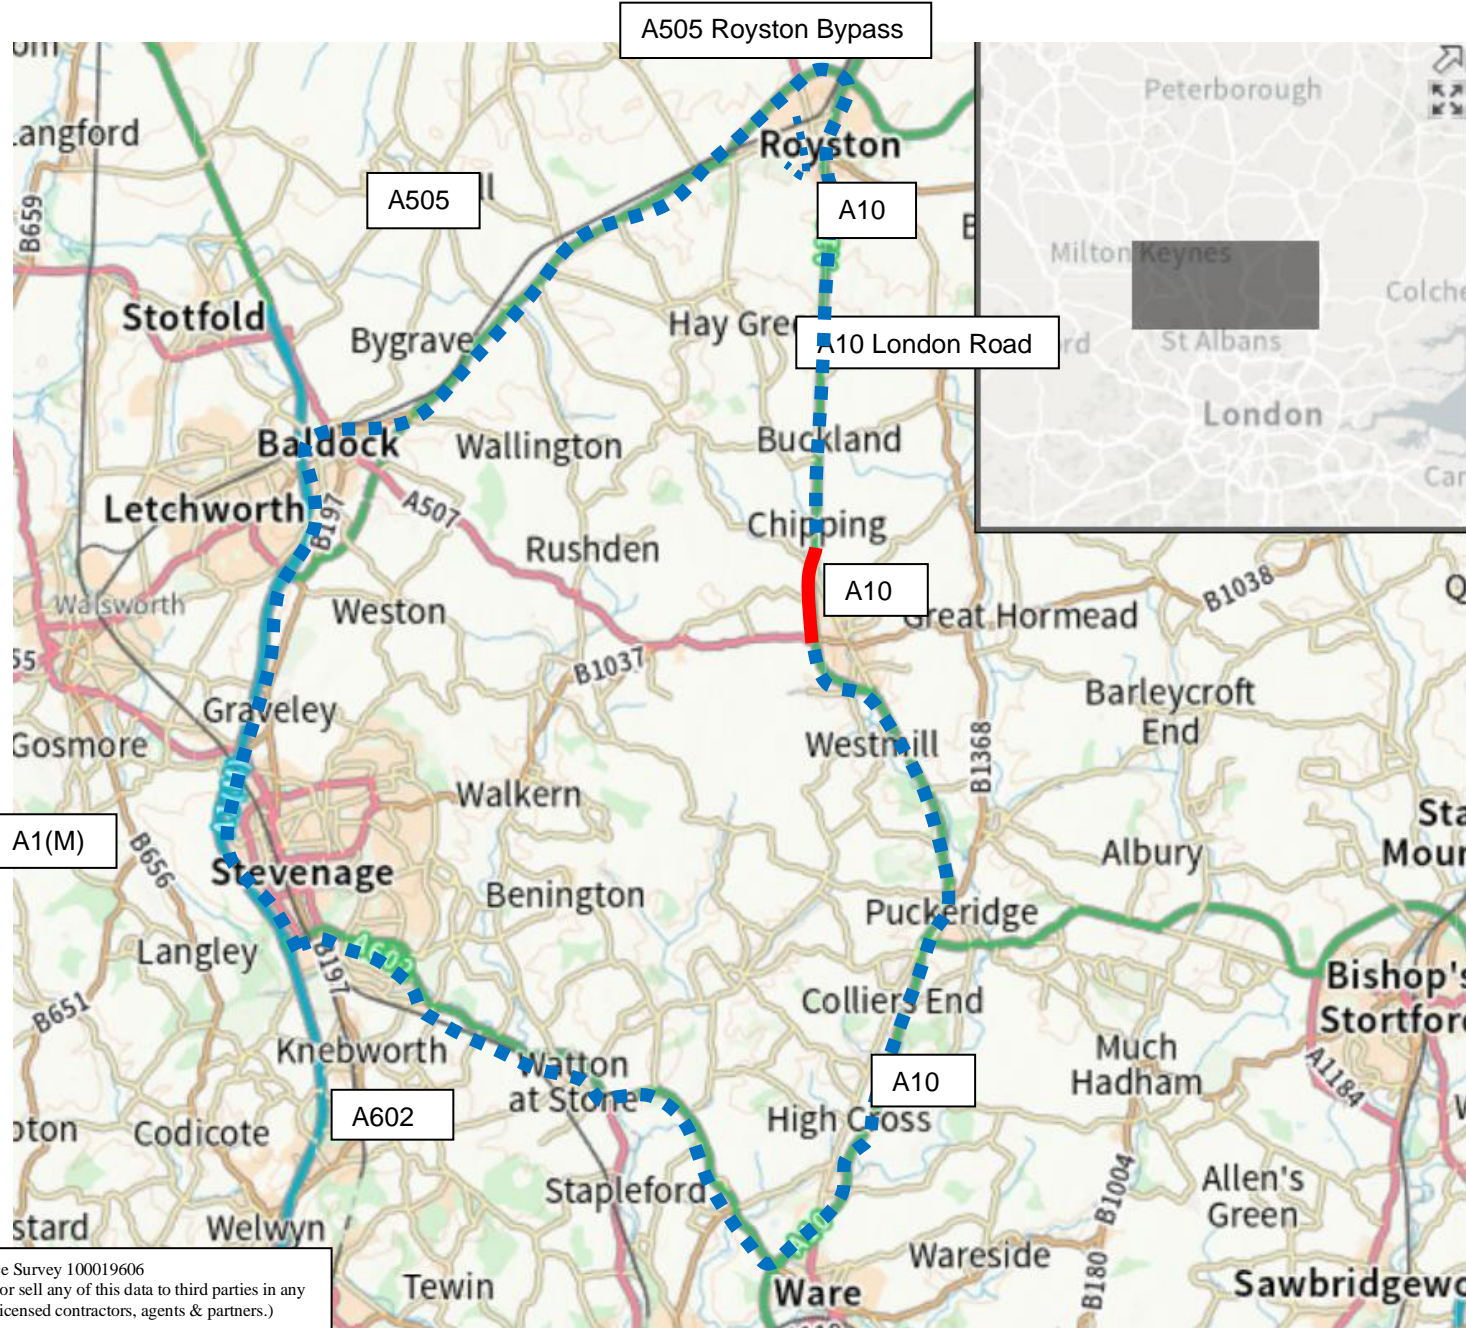 A505 Royston Bypass
Peterborough
Royston
A505
A10
B659
Milton Keynes
Stotfold
Bygrave
A10 London Road
St Albans
London
Baldock
Wallington
Buckland
Letchworth
B197
A507
Chipping
Rushden
A10
B1038
Walsworth
Weston
Great Hormead
B1037
Graveley
Barleycroft
End
Gosmore
Westmill
B1368
Walkern
A1(M)
B656
Stevenage
Albury
Benington
Puckeridge
Langley
A602
B197
Colliers End
Bishop's
Stortford
B651
Knebworth
Watton
at Stone
Much
Hadham
A10
A1184
A602
Codicote
High Cross
Stapleford
Allen's
Green
B1004
Welwyn
A10
Wareside
Tewin
Ware
B180
Sawbridgewo
e Survey 100019606
or sell any of this data to third parties in any
icensed contractors, agents & partners.)